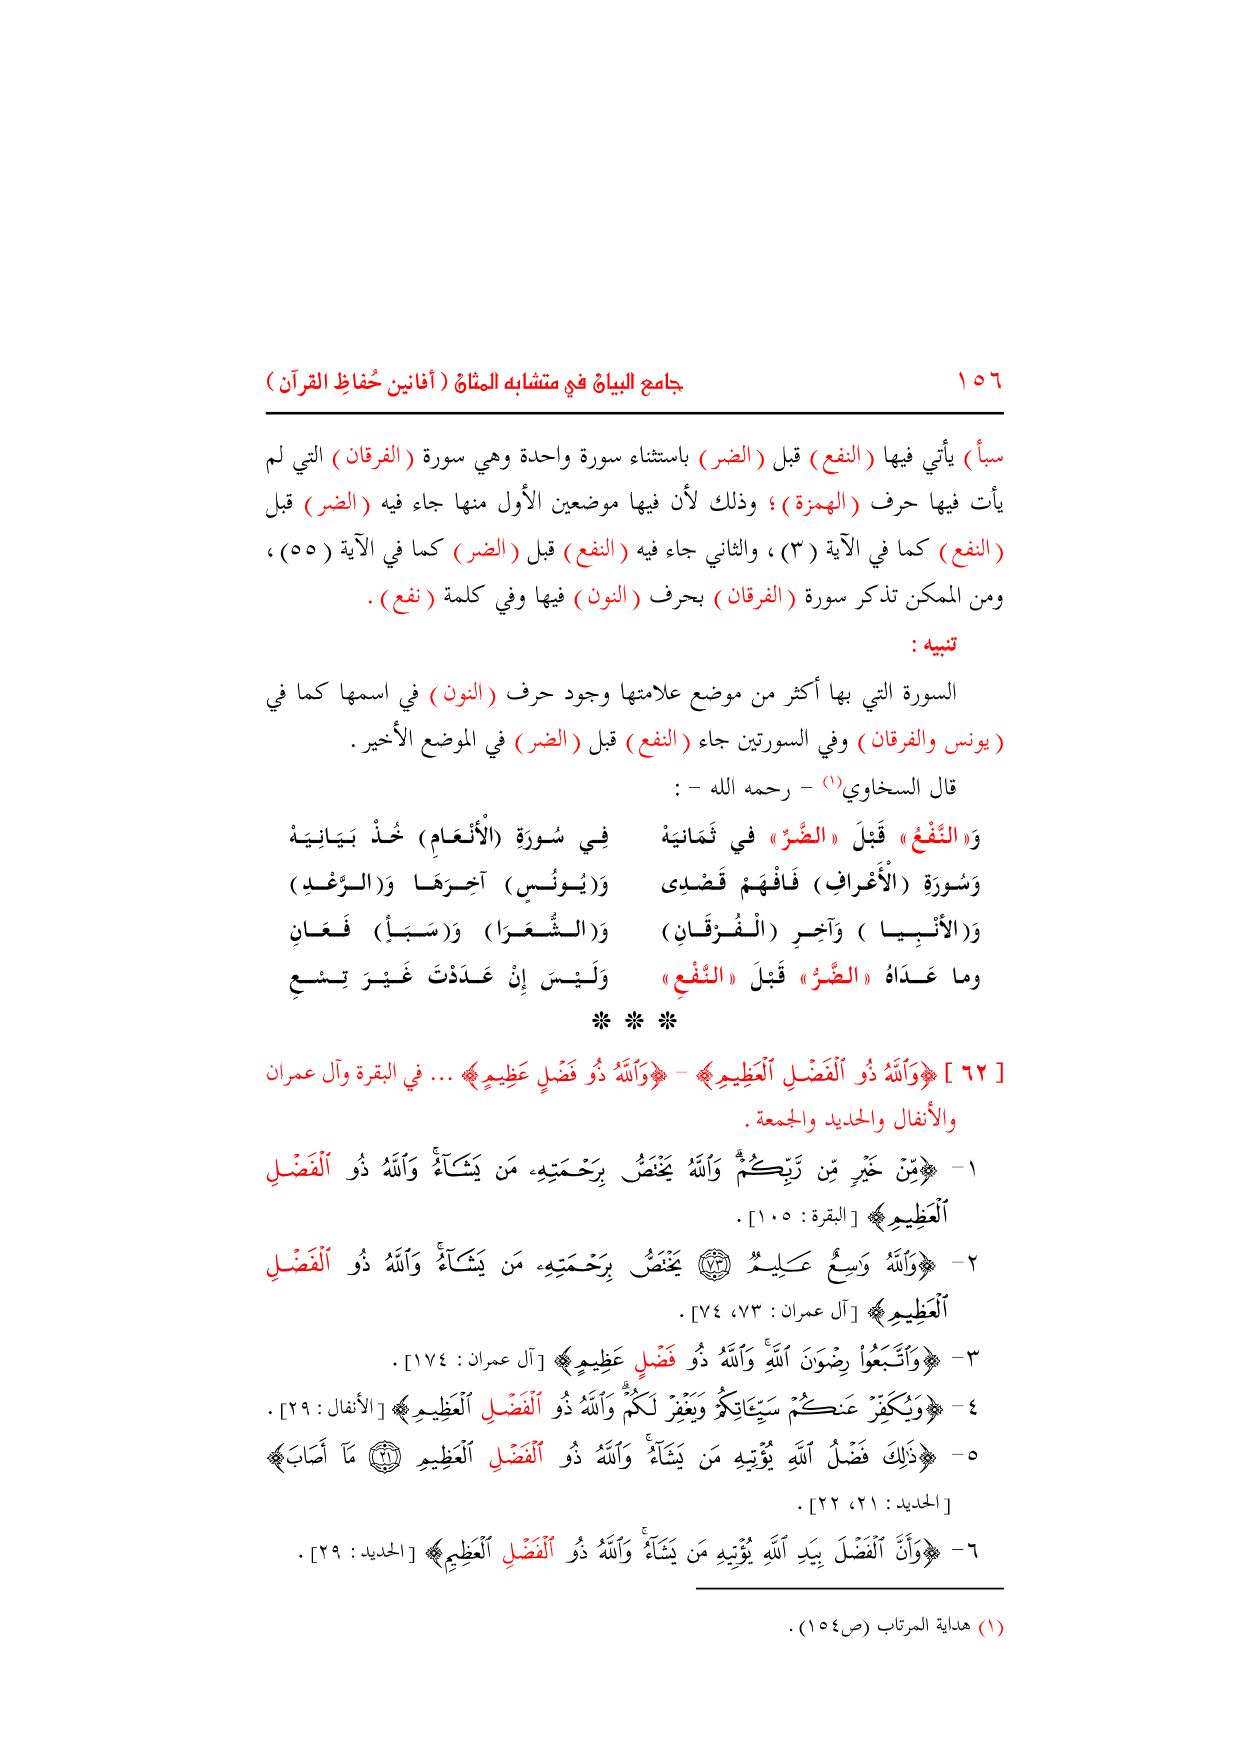 ١٥٦ جامع البيان في متشابه المثان ( أفانين حُفاظِ القرآن )
سبأ ) يأتي فيها ( النفع ) قبل ( الضر ) باستثناء سورة واحدة وهي سورة ( الفرقان ) التي لم
يأت فيها حرف ( الهمزة ) ؛ وذلك لأن فيها موضعين الأول منها جاء فيه ( الضر ) قبل
( النفع ) كما في الآية ( ٣) ، والثاني جاء فيه ( النفع ) قبل ( الضر ) كما في الآية ( ٥٥) ،
ومن الممكن تذكر سورة ( الفرقان ) بحرف ( النون ) فيها وفي كلمة ( نفع ) .
تنبيه :
السورة التي بها أكثر من موضع علامتها وجود حرف ( النون ) في اسمها كما في
( يونس والفرقان ) وفي السورتين جاء ( النفع ) قبل ( الضر ) في الموضع الأخير .
قال السخاوي(١) – رحمه الله – :
وَ« النَّفْعُ » قَبْلَ « الضَّرِّ » في ثَمَانيَهْ فِي سُورَةِ (الْأَنْعَامِ) خُذْ بَيَانِيَهْ
وَسُورَةِ (الْأَعْرافِ) فَافْهَمْ قَصْدِى وَ(يُونُسٍ) آخِرَهَا وَ(الرَّعْدِ)
وَ(الأَنْبِيا ) وَآخِرِ (الْفُرْقَانِ) وَ(الشُّعَرَا) وَ(سَبَأٍ) فَعَانِ
وما عَدَاهُ « الضَّرُّ » قَبْلَ « النَّفْعِ » وَلَيْسَ إِنْ عَدَدْتَ غَيْرَ تِسْعِ
❊ ❊ ❊
[ ٦٢ ] ﴿وَٱللَّهُ ذُو ٱلْفَضْلِ ٱلْعَظِيمِ﴾ – ﴿وَٱللَّهُ ذُو فَضْلٍ عَظِيمٍ﴾ ... في البقرة وآل عمران
والأنفال والحديد والجمعة .
١– ﴿مِّنْ خَيْرٍ مِّن رَّبِّكُمْ ۗ وَٱللَّهُ يَخْتَصُّ بِرَحْمَتِهِۦ مَن يَشَآءُ ۚ وَٱللَّهُ ذُو ٱلْفَضْلِ
ٱلْعَظِيمِ﴾ [ البقرة : ١٠٥] .
٢– ﴿وَٱللَّهُ وَٰسِعٌ عَلِيمٌ ۝٧٣ يَخْتَصُّ بِرَحْمَتِهِۦ مَن يَشَآءُ ۗ وَٱللَّهُ ذُو ٱلْفَضْلِ
ٱلْعَظِيمِ﴾ [آل عمران : ٧٣، ٧٤] .
٣– ﴿وَٱتَّبَعُوا۟ رِضْوَٰنَ ٱللَّهِ ۗ وَٱللَّهُ ذُو فَضْلٍ عَظِيمٍ﴾ [آل عمران : ١٧٤] .
٤– ﴿وَيُكَفِّرْ عَنكُمْ سَيِّـَٔاتِكُمْ وَيَغْفِرْ لَكُمْ ۗ وَٱللَّهُ ذُو ٱلْفَضْلِ ٱلْعَظِيمِ﴾ [الأنفال : ٢٩] .
٥– ﴿ذَٰلِكَ فَضْلُ ٱللَّهِ يُؤْتِيهِ مَن يَشَآءُ ۚ وَٱللَّهُ ذُو ٱلْفَضْلِ ٱلْعَظِيمِ ۝٢١ مَآ أَصَابَ﴾
[الحديد : ٢١، ٢٢] .
٦– ﴿وَأَنَّ ٱلْفَضْلَ بِيَدِ ٱللَّهِ يُؤْتِيهِ مَن يَشَآءُ ۚ وَٱللَّهُ ذُو ٱلْفَضْلِ ٱلْعَظِيمِ﴾ [الحديد : ٢٩] .
(١) هداية المرتاب (ص١٥٤) .